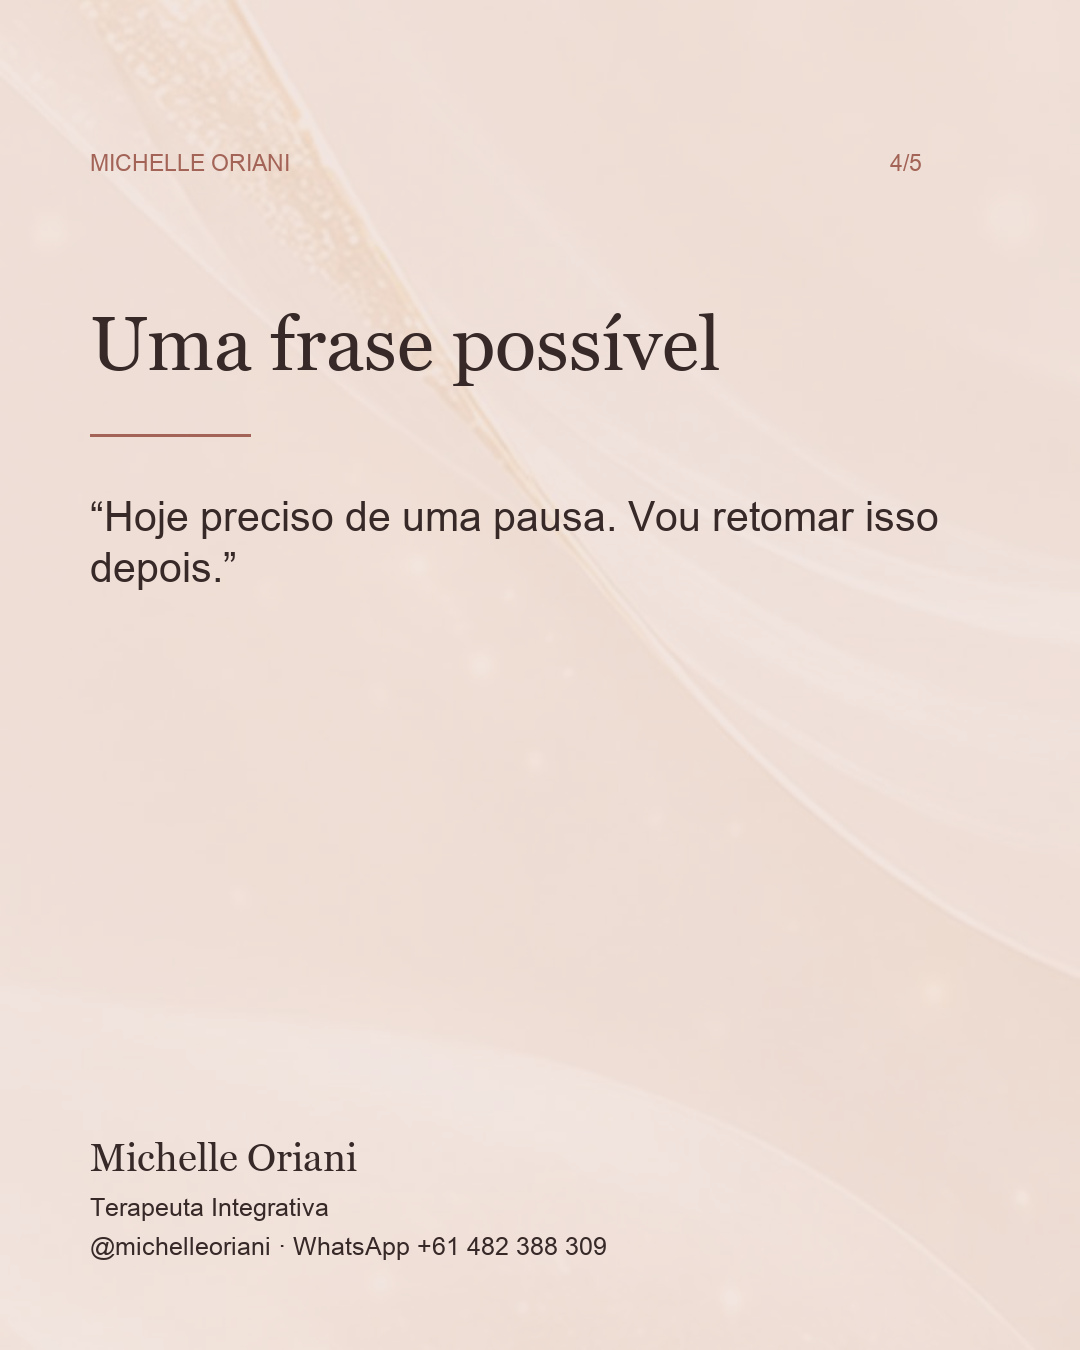 MICHELLE ORIANI
4/5
Uma frase possível
“Hoje preciso de uma pausa. Vou retomar isso
depois.”
Michelle Oriani
Terapeuta Integrativa
@michelleoriani · WhatsApp +61 482 388 309